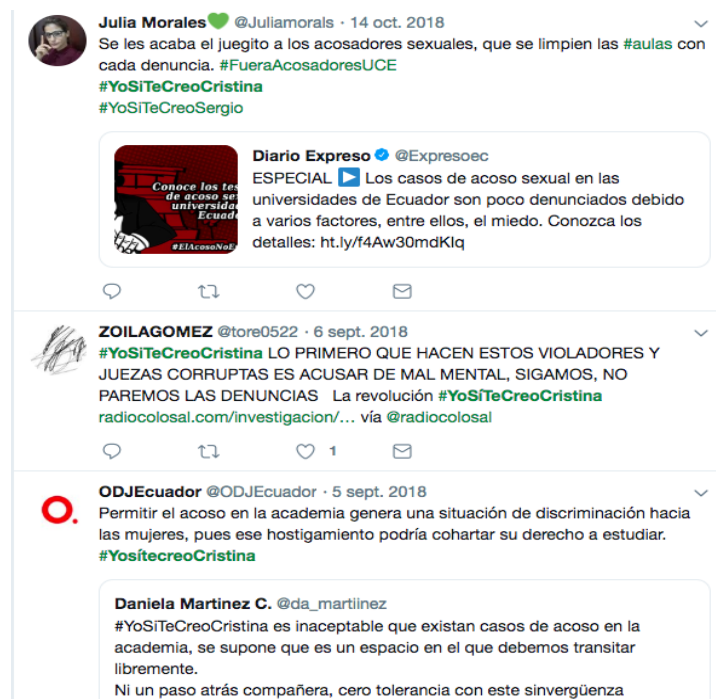 Julia Morales💚 @Juliamorals · 14 oct. 2018
Se les acaba el juegito a los acosadores sexuales, que se limpien las #aulas con
cada denuncia. #FueraAcosadoresUCE
#YoSiTeCreoCristina
#YoSiTeCreoSergio
Conoce los
de acoso
Ecuad
#ElAcosoNoE
Diario Expreso @Expresoec
ESPECIAL ▶️ Los casos de acoso sexual en las
universidades de Ecuador son poco denunciados debido
a varios factores, entre ellos, el miedo. Conozca los
detalles: ht.ly/f4Aw30mdKIq
ZOILAGOMEZ @tore0522 · 6 sept. 2018
#YoSiTeCreoCristina LO PRIMERO QUE HACEN ESTOS VIOLADORES Y
JUEZAS CORRUPTAS ES ACUSAR DE MAL MENTAL, SIGAMOS, NO
PAREMOS LAS DENUNCIAS La revolución #YoSíTeCreoCristina
radiocolosal.com/investigacion/… vía @radiocolosal
1
O.
ODJEcuador @ODJEcuador · 5 sept. 2018
Permitir el acoso en la academia genera una situación de discriminación hacia
las mujeres, pues ese hostigamiento podría cohartar su derecho a estudiar.
#YosítecreoCristina
Daniela Martinez C. @da_martiinez
#YoSiTeCreoCristina es inaceptable que existan casos de acoso en la
academia, se supone que es un espacio en el que debemos transitar
libremente.
Ni un paso atrás compañera, cero tolerancia con este sinvergüenza